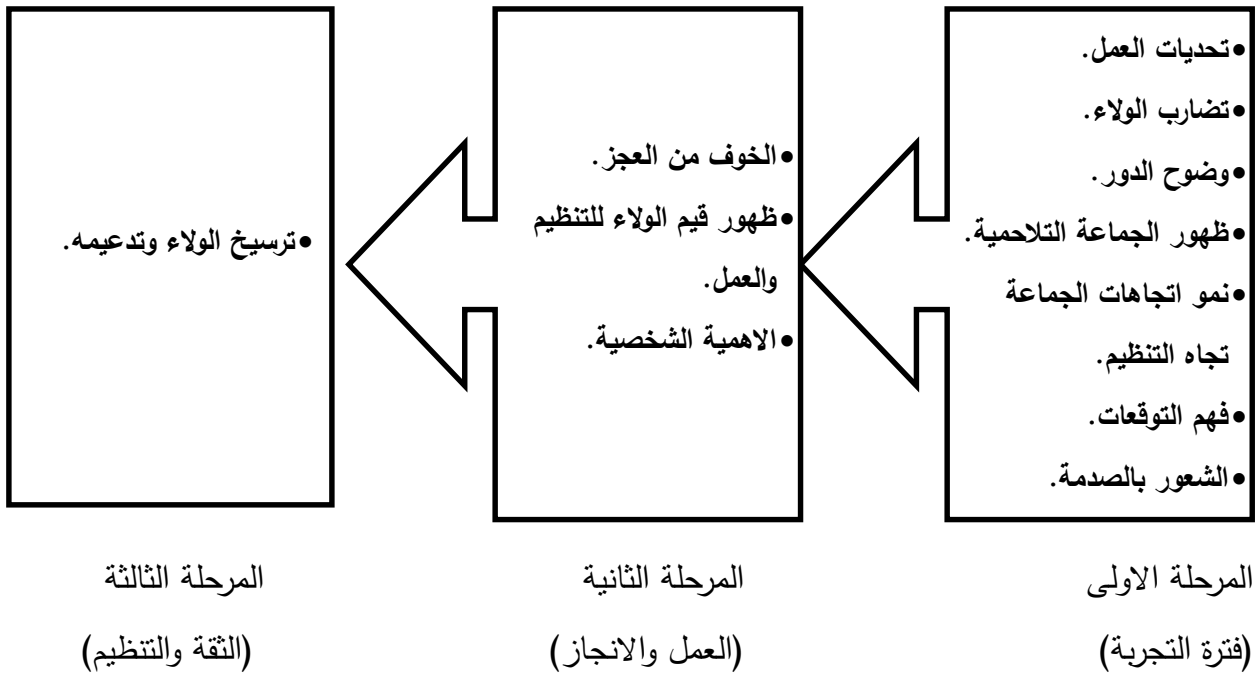 •تحديات العمل.
•تضارب الولاء.
•وضوح الدور.
•ظهور الجماعة التلاحمية.
•نمو اتجاهات الجماعة
تجاه التنظيم.
•فهم التوقعات.
•الشعور بالصدمة.
•الخوف من العجز.
•ظهور قيم الولاء للتنظيم
والعمل.
•الاهمية الشخصية.
•ترسيخ الولاء وتدعيمه.
المرحلة الاولى
(فترة التجربة)
المرحلة الثانية
(العمل والانجاز)
المرحلة الثالثة
(الثقة والتنظيم)